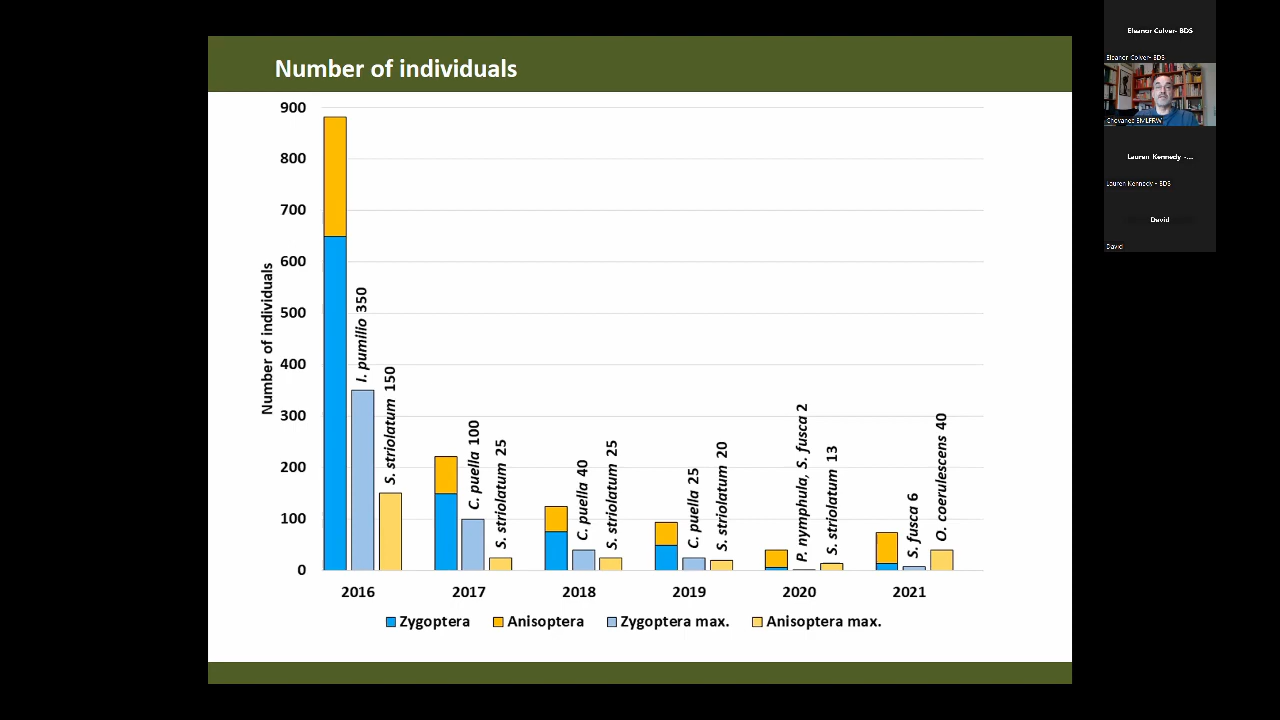 Number of individuals
900
800
700
600
500
400
300
200
100
0
Number of individuals
I. pumilio 350
S. striolatum 150
C. puella 100
S. striolatum 25
C. puella 40
S. striolatum 25
C. puella 25
S. striolatum 20
P. nymphula, S. fusca 2
S. striolatum 13
S. fusca 6
O. coerulescens 40
2016
2017
2018
2019
2020
2021
Zygoptera
Anisoptera
Zygoptera max.
Anisoptera max.
Eleanor Culver- BDS
Eleanor Culver- BDS
Chovanec BMLFRW
Lauren Kennedy -...
Lauren Kennedy - BDS
David
David